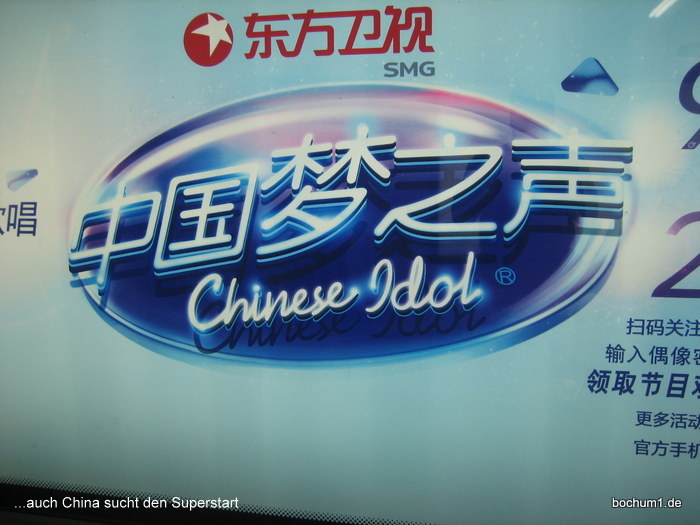 东方卫视
SMG
中国梦之声
Chinese Idol ®
唱
扫码关注
输入偶像
领取节目
更多活动
官方手机
...auch China sucht den Superstart
bochum1.de